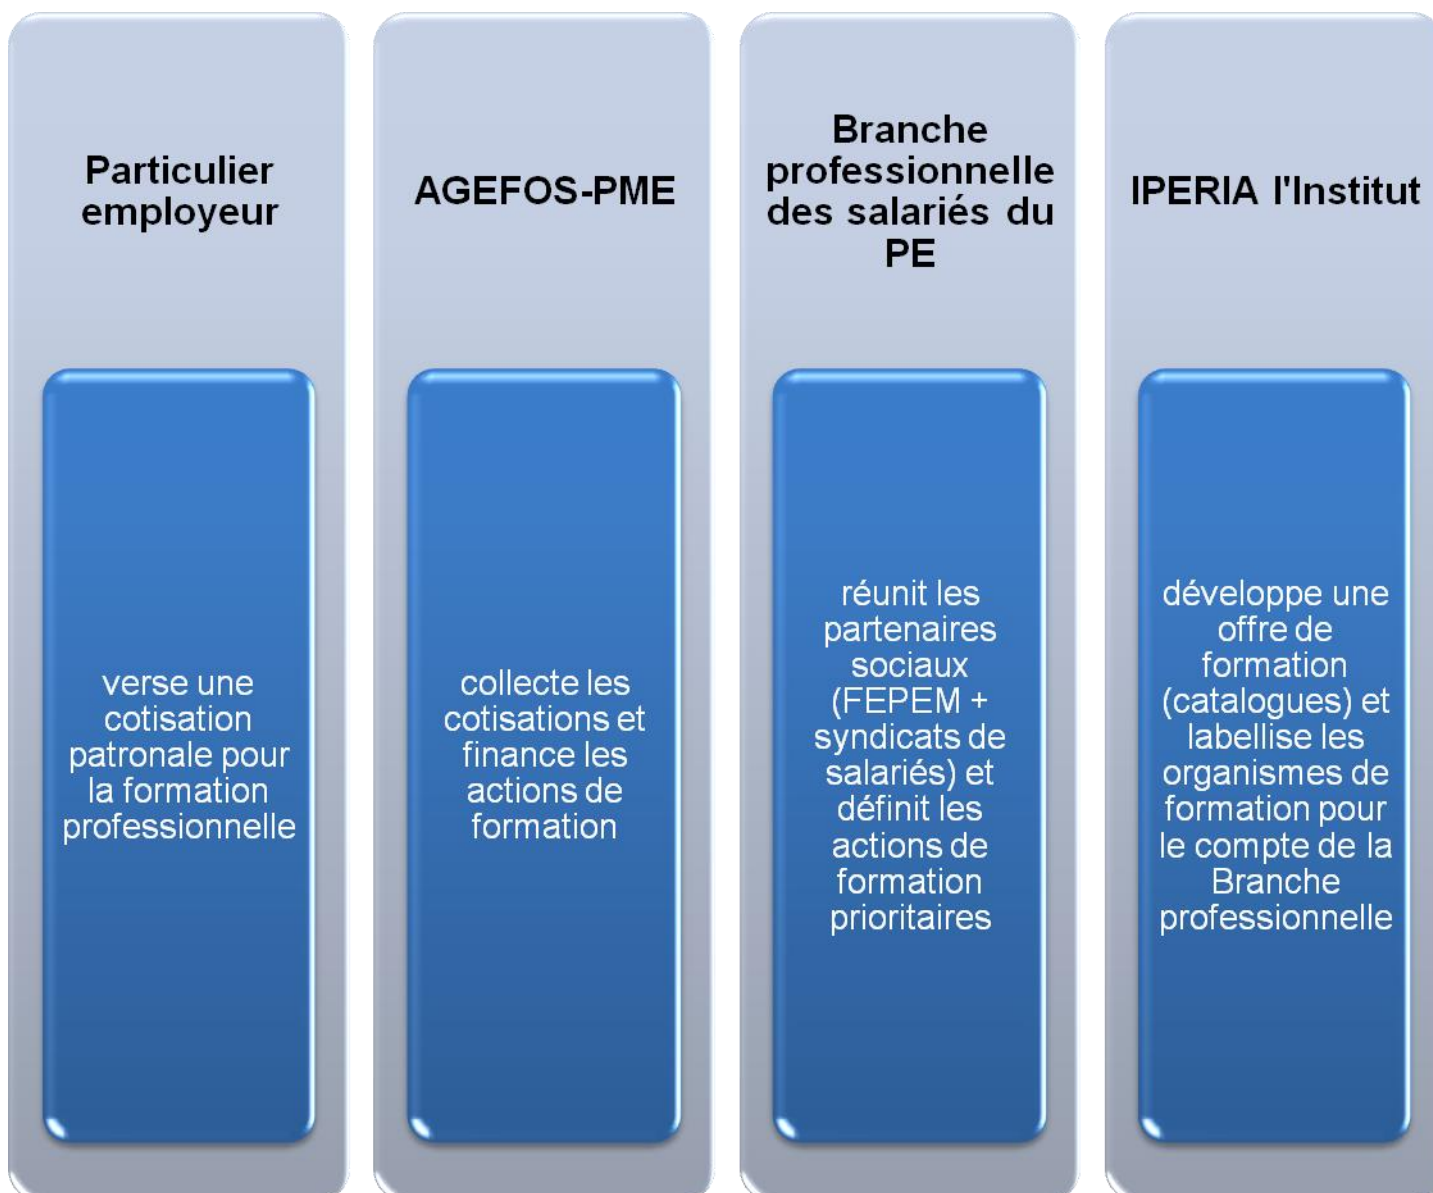 Particulier
employeur
verse une
cotisation
patronale pour
la formation
professionnelle
AGEFOS-PME
collecte les
cotisations et
finance les
actions de
formation
Branche
professionnelle
des salariés du
PE
réunit les
partenaires
sociaux
(FEPEM +
syndicats de
salariés) et
définit les
actions de
formation
prioritaires
IPERIA l'Institut
développe une
offre de
formation
(catalogues) et
labellise les
organismes de
formation pour
le compte de la
Branche
professionnelle